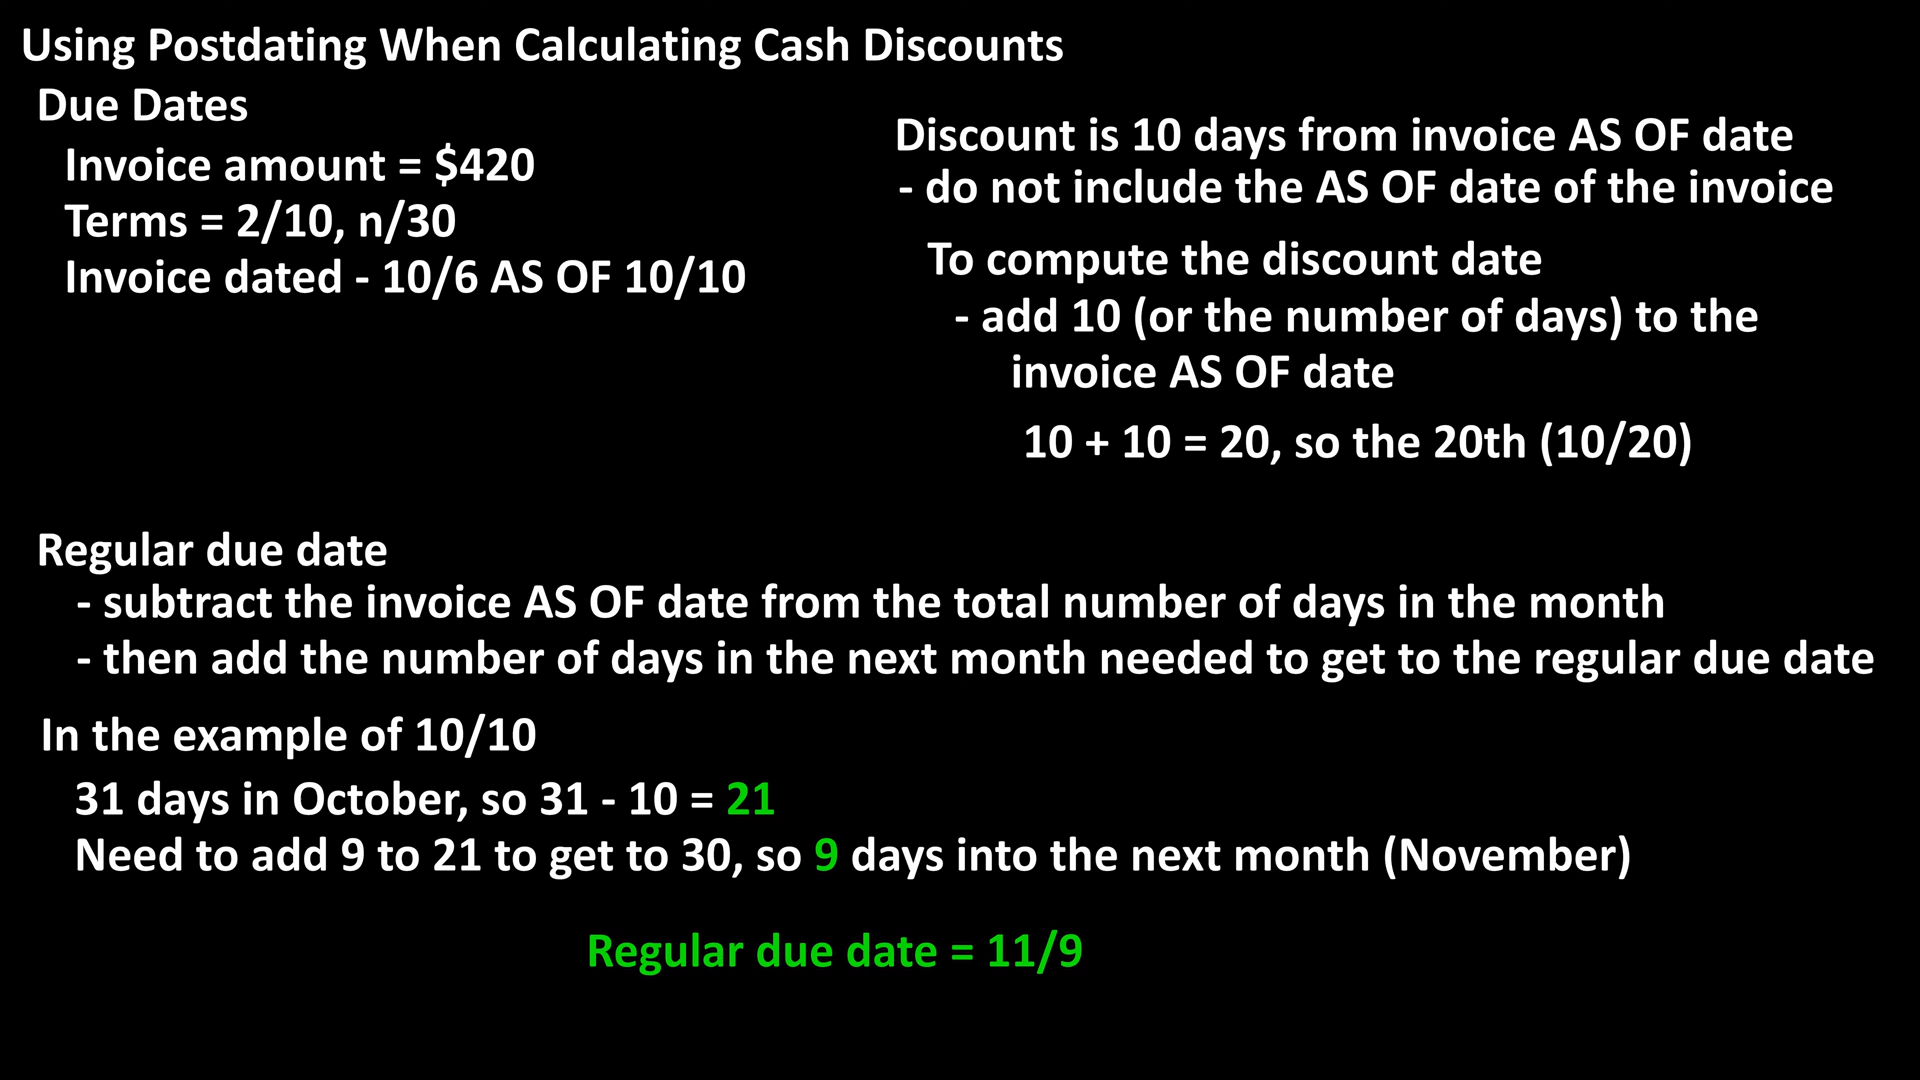 Using Postdating When Calculating Cash Discounts
Due Dates
Invoice amount = $420
Terms = 2/10, n/30
Invoice dated - 10/6 AS OF 10/10
Discount is 10 days from invoice AS OF date
- do not include the AS OF date of the invoice
To compute the discount date
- add 10 (or the number of days) to the
invoice AS OF date
10 + 10 = 20, so the 20th (10/20)
Regular due date
- subtract the invoice AS OF date from the total number of days in the month
- then add the number of days in the next month needed to get to the regular due date
In the example of 10/10
31 days in October, so 31 - 10 = 21
Need to add 9 to 21 to get to 30, so 9 days into the next month (November)
Regular due date = 11/9